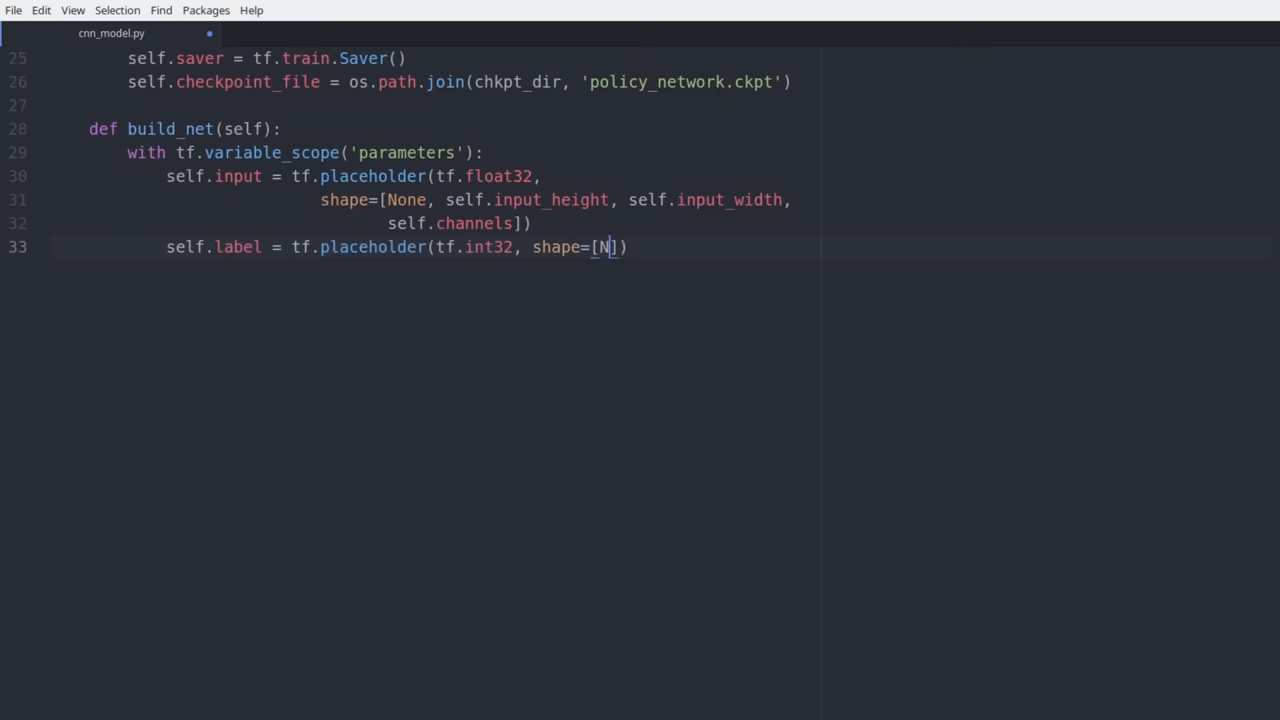 File Edit View Selection Find Packages Help
cnn_model.py
25         self.saver = tf.train.Saver()
26         self.checkpoint_file = os.path.join(chkpt_dir, 'policy_network.ckpt')
27
28     def build_net(self):
29         with tf.variable_scope('parameters'):
30             self.input = tf.placeholder(tf.float32,
31                             shape=[None, self.input_height, self.input_width,
32                                    self.channels])
33             self.label = tf.placeholder(tf.int32, shape=[N])